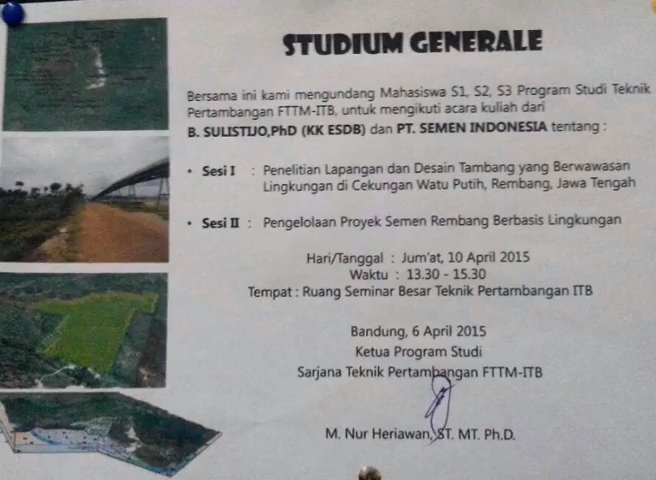 STUDIUM GENERALE
Bersama ini kami mengundang Mahasiswa S1, S2, S3 Program Studi Teknik
Pertambangan FTTM-ITB, untuk mengikuti acara kuliah dari
B. SULISTIJO,PhD (KK ESDB) dan PT. SEMEN INDONESIA tentang :
• Sesi I : Penelitian Lapangan dan Desain Tambang yang Berwawasan
Lingkungan di Cekungan Watu Putih, Rembang, Jawa Tengah
• Sesi II : Pengelolaan Proyek Semen Rembang Berbasis Lingkungan
Hari/Tanggal : Jum'at, 10 April 2015
Waktu : 13.30 - 15.30
Tempat : Ruang Seminar Besar Teknik Pertambangan ITB
Bandung, 6 April 2015
Ketua Program Studi
Sarjana Teknik Pertambangan FTTM-ITB
M. Nur Heriawan, ST. MT. Ph.D.